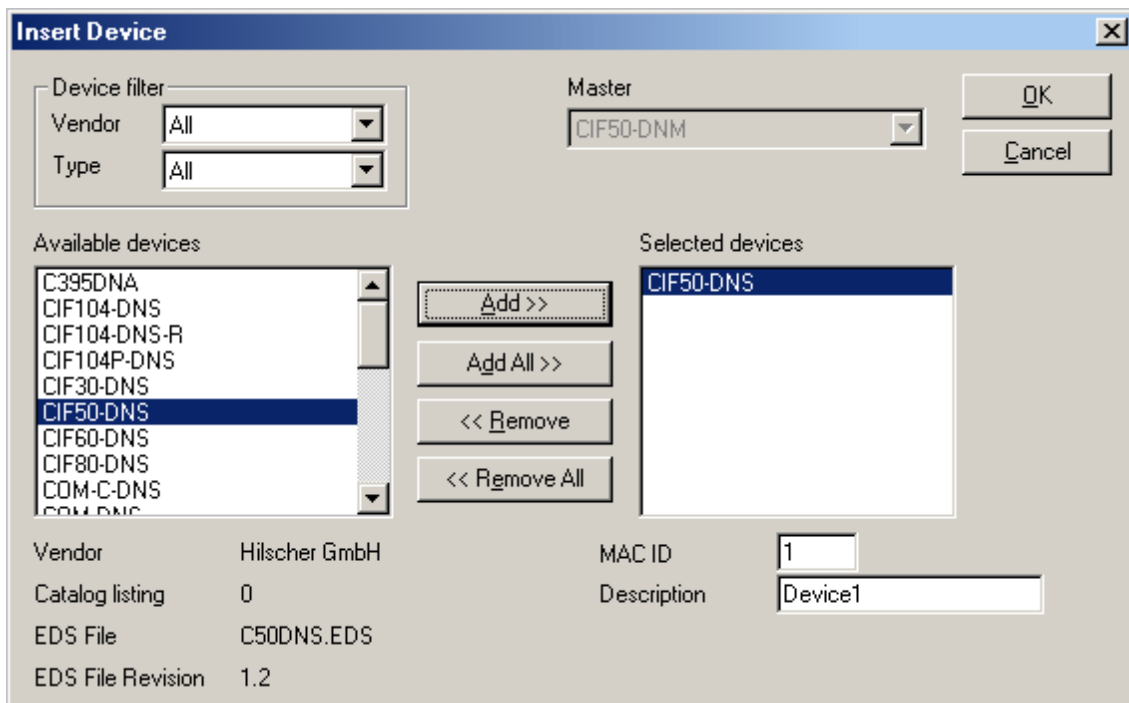 Insert Device
Device filter
Vendor All
Type All
Master
CIF50-DNM
OK
Cancel
Available devices
C395DNA
CIF104-DNS
CIF104-DNS-R
CIF104P-DNS
CIF30-DNS
CIF50-DNS
CIF60-DNS
CIF80-DNS
COM-C-DNS
COM-DNS
Add >>
Add All >>
<< Remove
<< Remove All
Selected devices
CIF50-DNS
Vendor Hilscher GmbH
Catalog listing 0
EDS File C50DNS.EDS
EDS File Revision 1.2
MAC ID 1
Description Device1